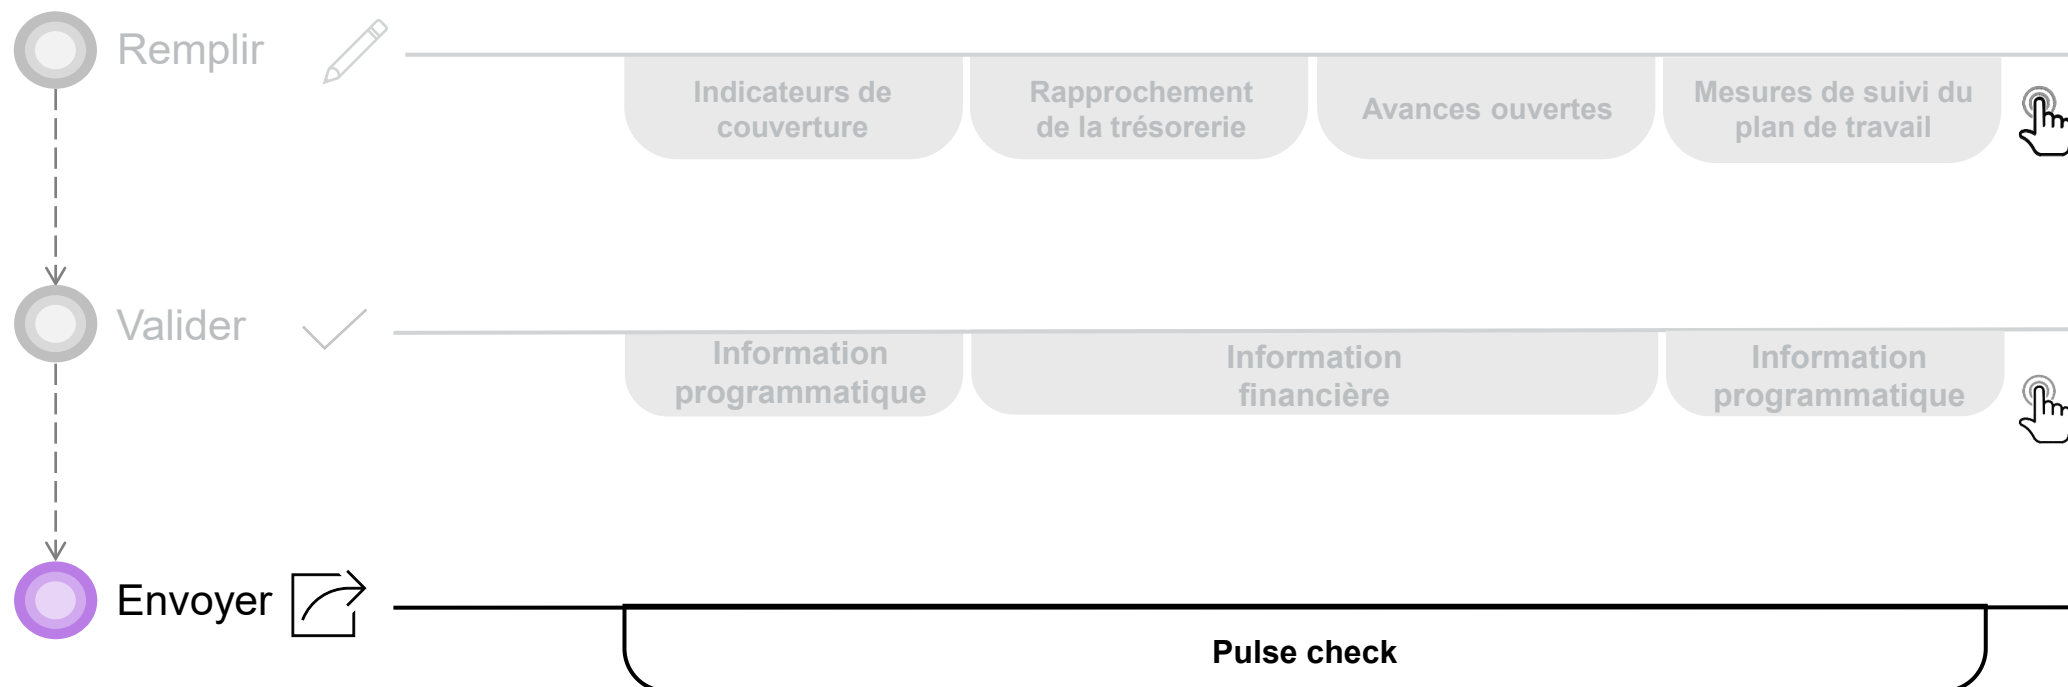 Remplir
Indicateurs de
couverture
Rapprochement
de la trésorerie
Avances ouvertes
Mesures de suivi du
plan de travail
Valider
Information
programmatique
Information
financière
Information
programmatique
Envoyer
Pulse check